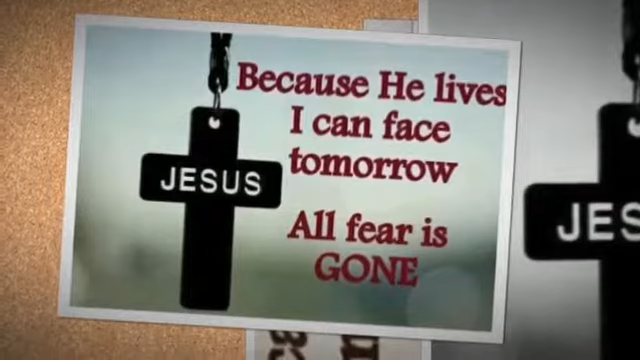 Because He lives
I can face
tomorrow
JESUS
All fear is
GONE
JES